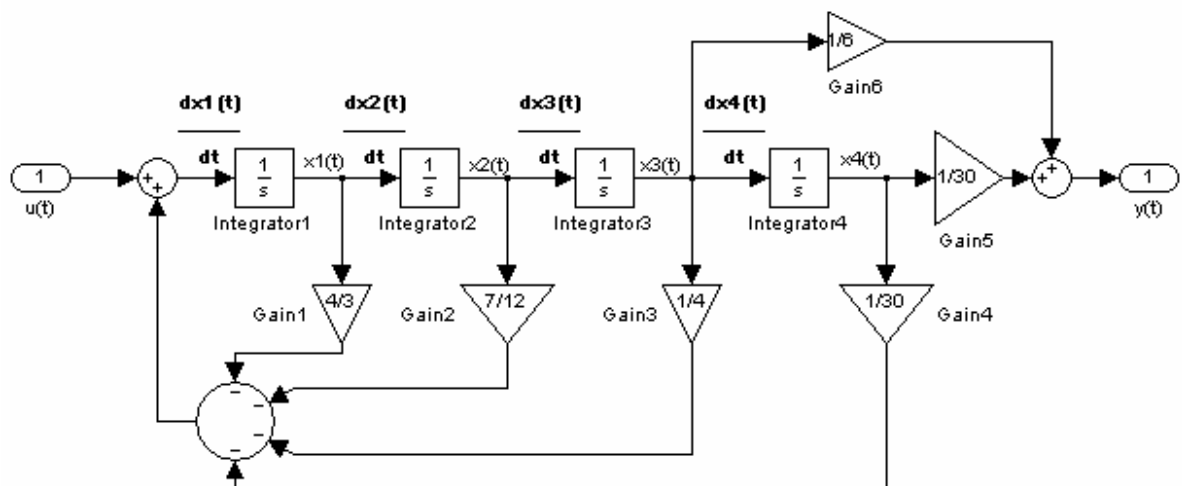 1/6
Gain6
dx1(t)
dx2(t)
dx3(t)
dx4(t)
dt
x1(t)
dt
x2(t)
dt
x3(t)
dt
x4(t)
1
u(t)
+
+
1
s
Integrator1
1
s
Integrator2
1
s
Integrator3
1
s
Integrator4
1/30
Gain5
+
+
1
y(t)
Gain1
4/3
Gain2
7/12
Gain3
1/4
1/30
Gain4
−
−
−
−